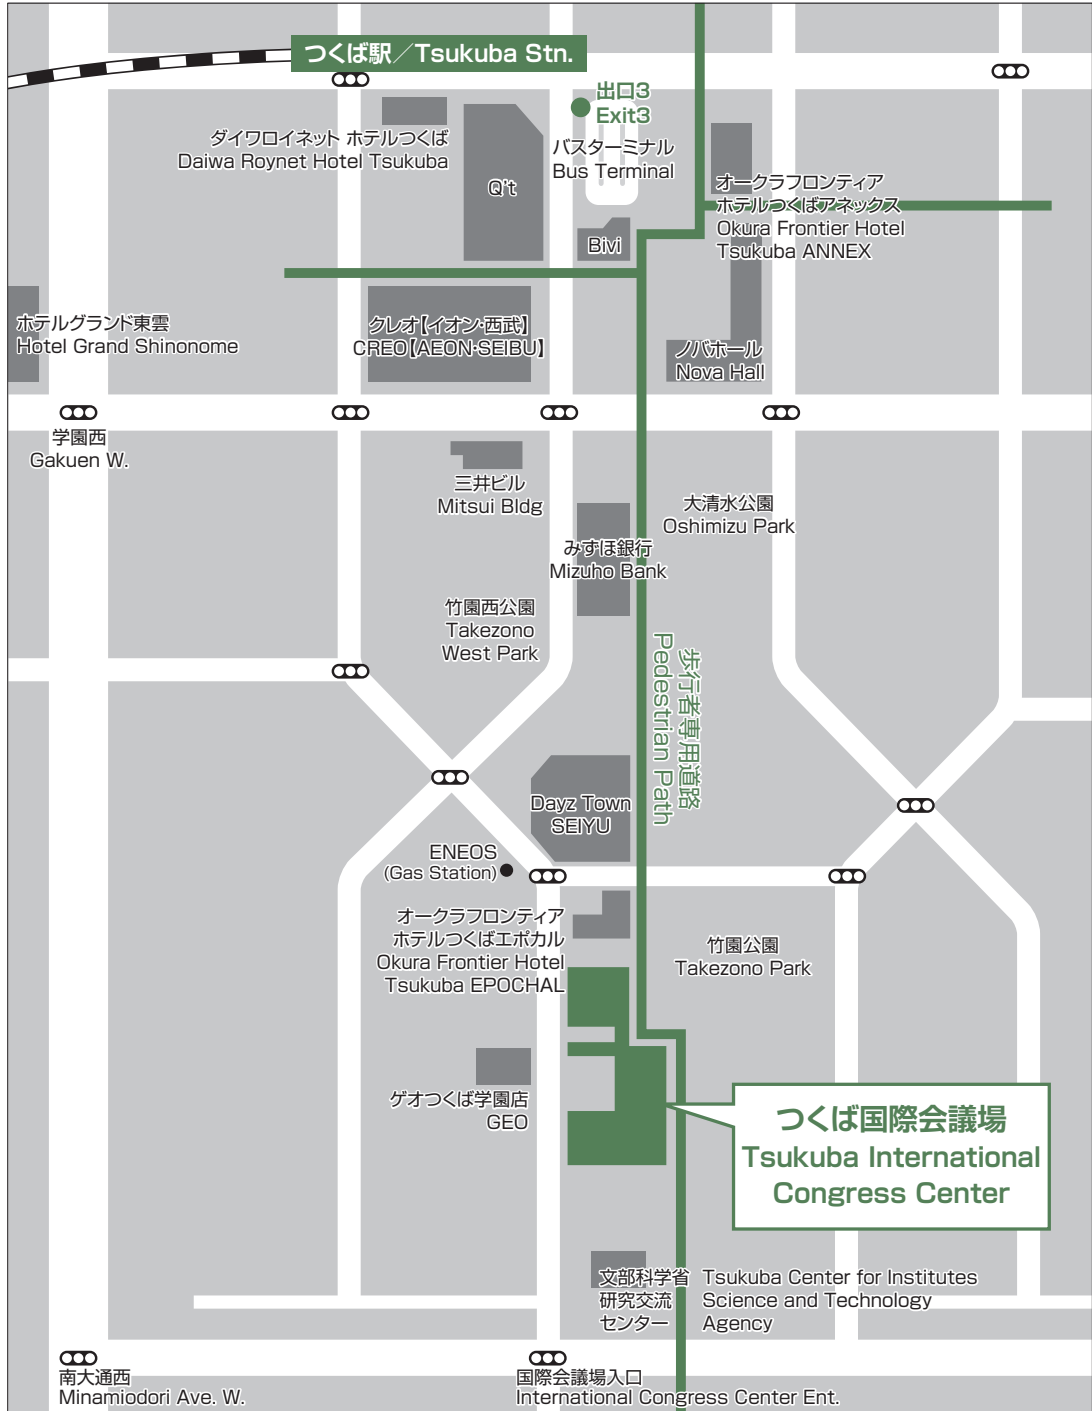 つくば駅／Tsukuba Stn.
出口3
Exit3
ダイワロイネット ホテルつくば
Daiwa Roynet Hotel Tsukuba
Q't
バスターミナル
Bus Terminal
オークラフロンティア
ホテルつくばアネックス
Okura Frontier Hotel
Tsukuba ANNEX
Bivi
ホテルグランド東雲
Hotel Grand Shinonome
クレオ【イオン・西武】
CREO【AEON・SEIBU】
ノバホール
Nova Hall
学園西
Gakuen W.
三井ビル
Mitsui Bldg
大清水公園
Oshimizu Park
みずほ銀行
Mizuho Bank
竹園西公園
Takezono
West Park
歩行者専用道路
Pedestrian Path
Dayz Town
SEIYU
ENEOS
(Gas Station)
オークラフロンティア
ホテルつくばエポカル
Okura Frontier Hotel
Tsukuba EPOCHAL
竹園公園
Takezono Park
ゲオつくば学園店
GEO
つくば国際会議場
Tsukuba International
Congress Center
文部科学省
研究交流
センター
Tsukuba Center for Institutes
Science and Technology
Agency
南大通西
Minamiodori Ave. W.
国際会議場入口
International Congress Center Ent.